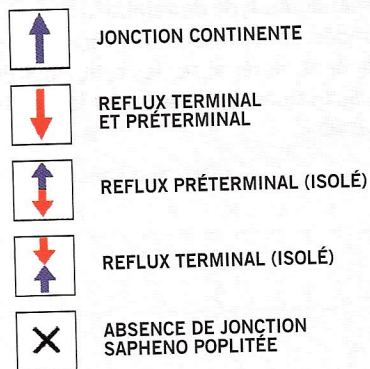 JONCTION CONTINENTE
REFLUX TERMINAL
ET PRÉTERMINAL
REFLUX PRÉTERMINAL (ISOLÉ)
REFLUX TERMINAL (ISOLÉ)
ABSENCE DE JONCTION
SAPHENO POPLITÉE